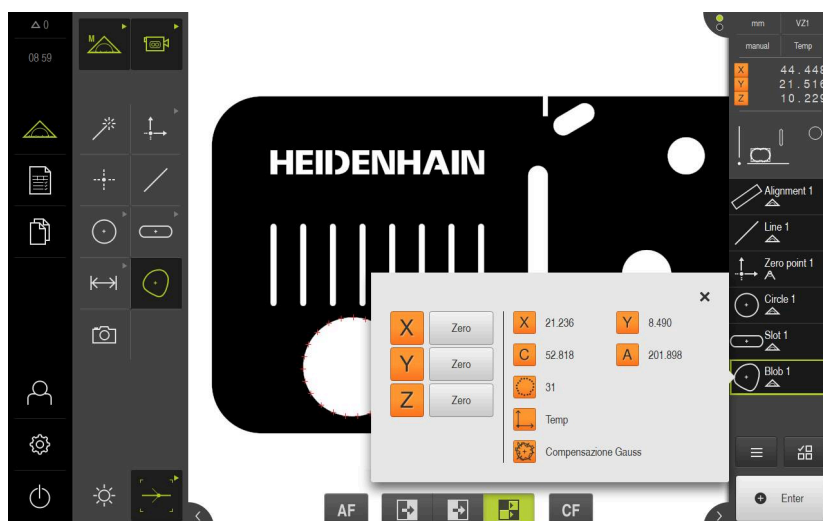 0
08 59
M
mm VZ1
manual Temp
X 44.448
Y 21.516
Z 10.229
HEIDENHAIN
Alignment 1
Line 1
Zero point 1
Circle 1
Slot 1
Blob 1
X Zero
Y Zero
Z Zero
X 21.236 Y 8.490
C 52.818 A 201.898
31
Temp
Compensazione Gauss
AF CF
Enter